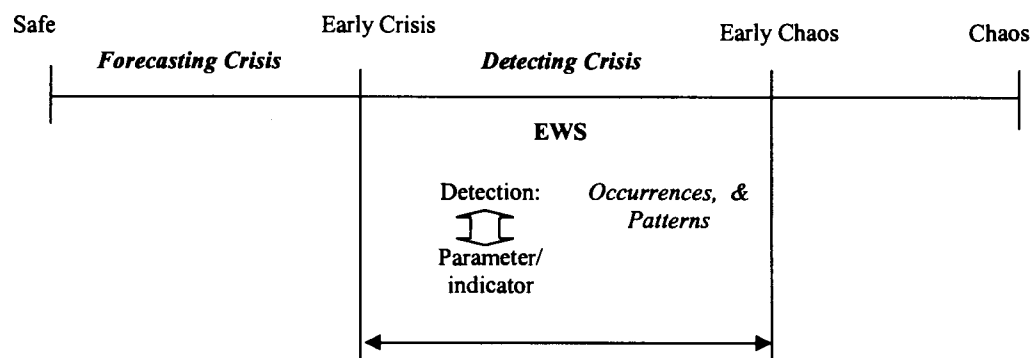 Safe
Early Crisis
Early Chaos
Chaos
Forecasting Crisis
Detecting Crisis
EWS
Detection:
Occurrences, &
Patterns
Parameter/
indicator